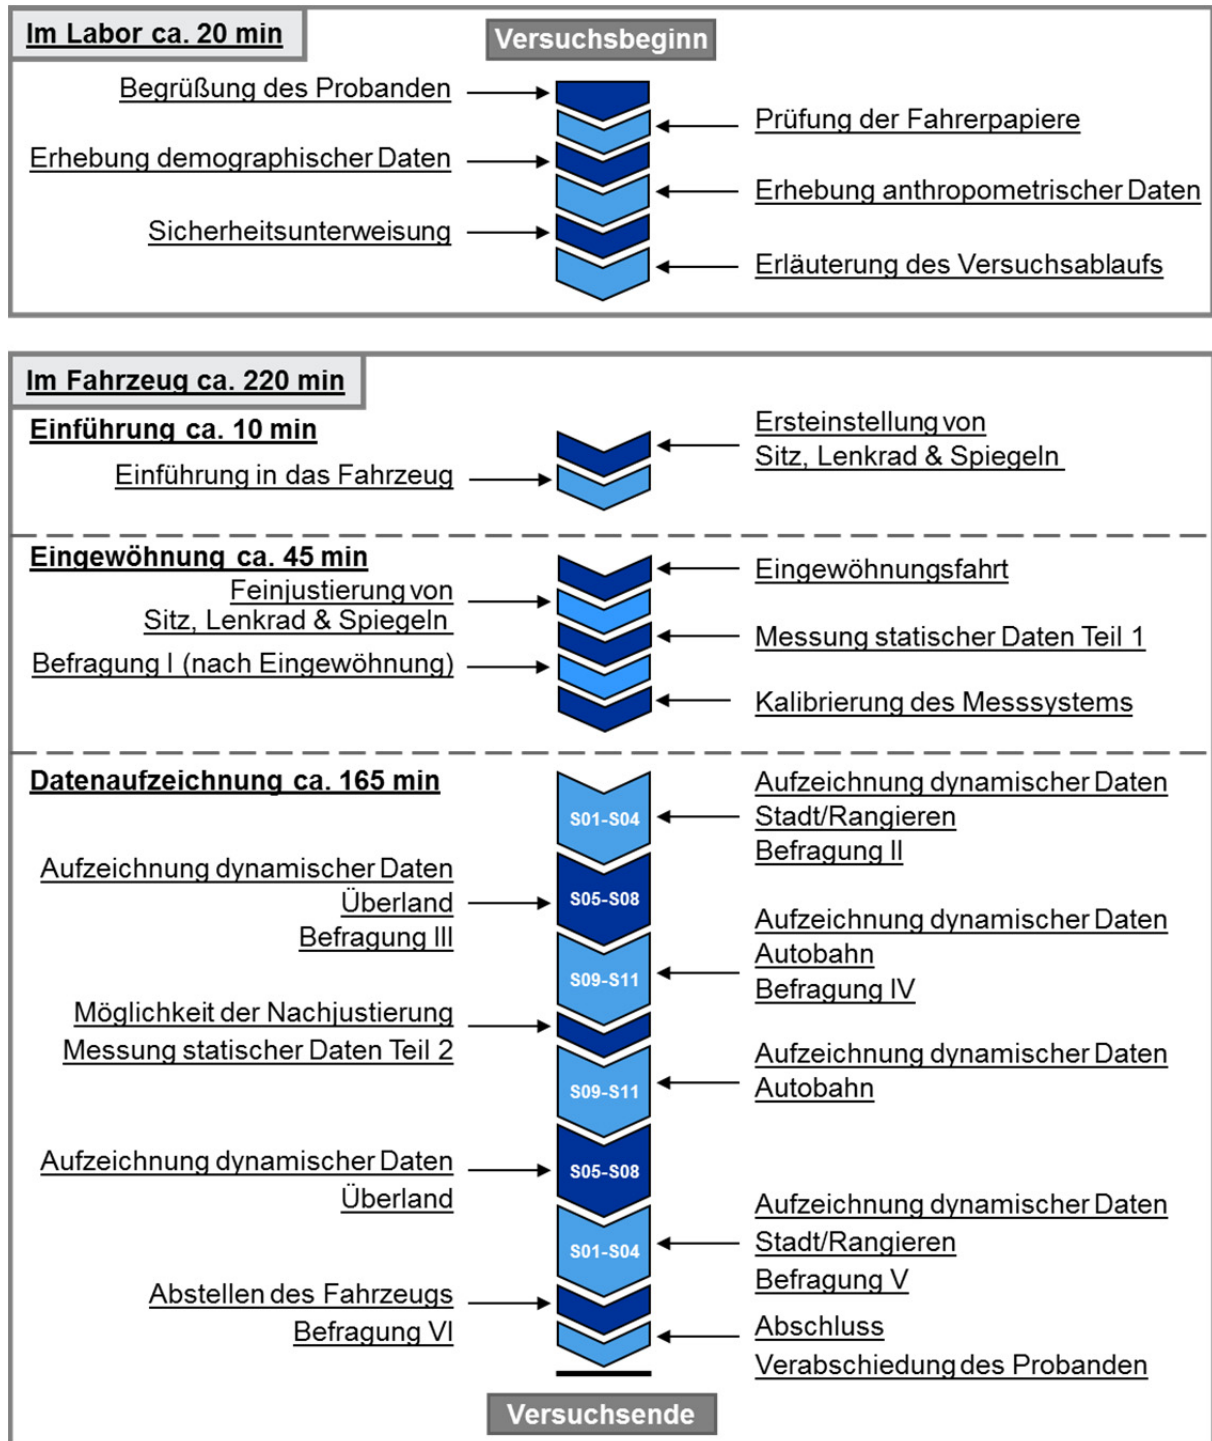 Im Labor ca. 20 min
Versuchsbeginn
Begrüßung des Probanden
Prüfung der Fahrerpapiere
Erhebung demographischer Daten
Erhebung anthropometrischer Daten
Sicherheitsunterweisung
Erläuterung des Versuchsablaufs
Im Fahrzeug ca. 220 min
Einführung ca. 10 min
Ersteinstellung von
Sitz, Lenkrad & Spiegeln
Einführung in das Fahrzeug
Eingewöhnung ca. 45 min
Eingewöhnungsfahrt
Feinjustierung von
Sitz, Lenkrad & Spiegeln
Messung statischer Daten Teil 1
Befragung I (nach Eingewöhnung)
Kalibrierung des Messsystems
Datenaufzeichnung ca. 165 min
S01-S04
Aufzeichnung dynamischer Daten
Stadt/Rangieren
Befragung II
Aufzeichnung dynamischer Daten
Überland
Befragung III
S05-S08
Aufzeichnung dynamischer Daten
Autobahn
Befragung IV
S09-S11
Möglichkeit der Nachjustierung
Messung statischer Daten Teil 2
Aufzeichnung dynamischer Daten
Autobahn
S09-S11
Aufzeichnung dynamischer Daten
Überland
S05-S08
Aufzeichnung dynamischer Daten
Stadt/Rangieren
Befragung V
S01-S04
Abstellen des Fahrzeugs
Befragung VI
Abschluss
Verabschiedung des Probanden
Versuchsende